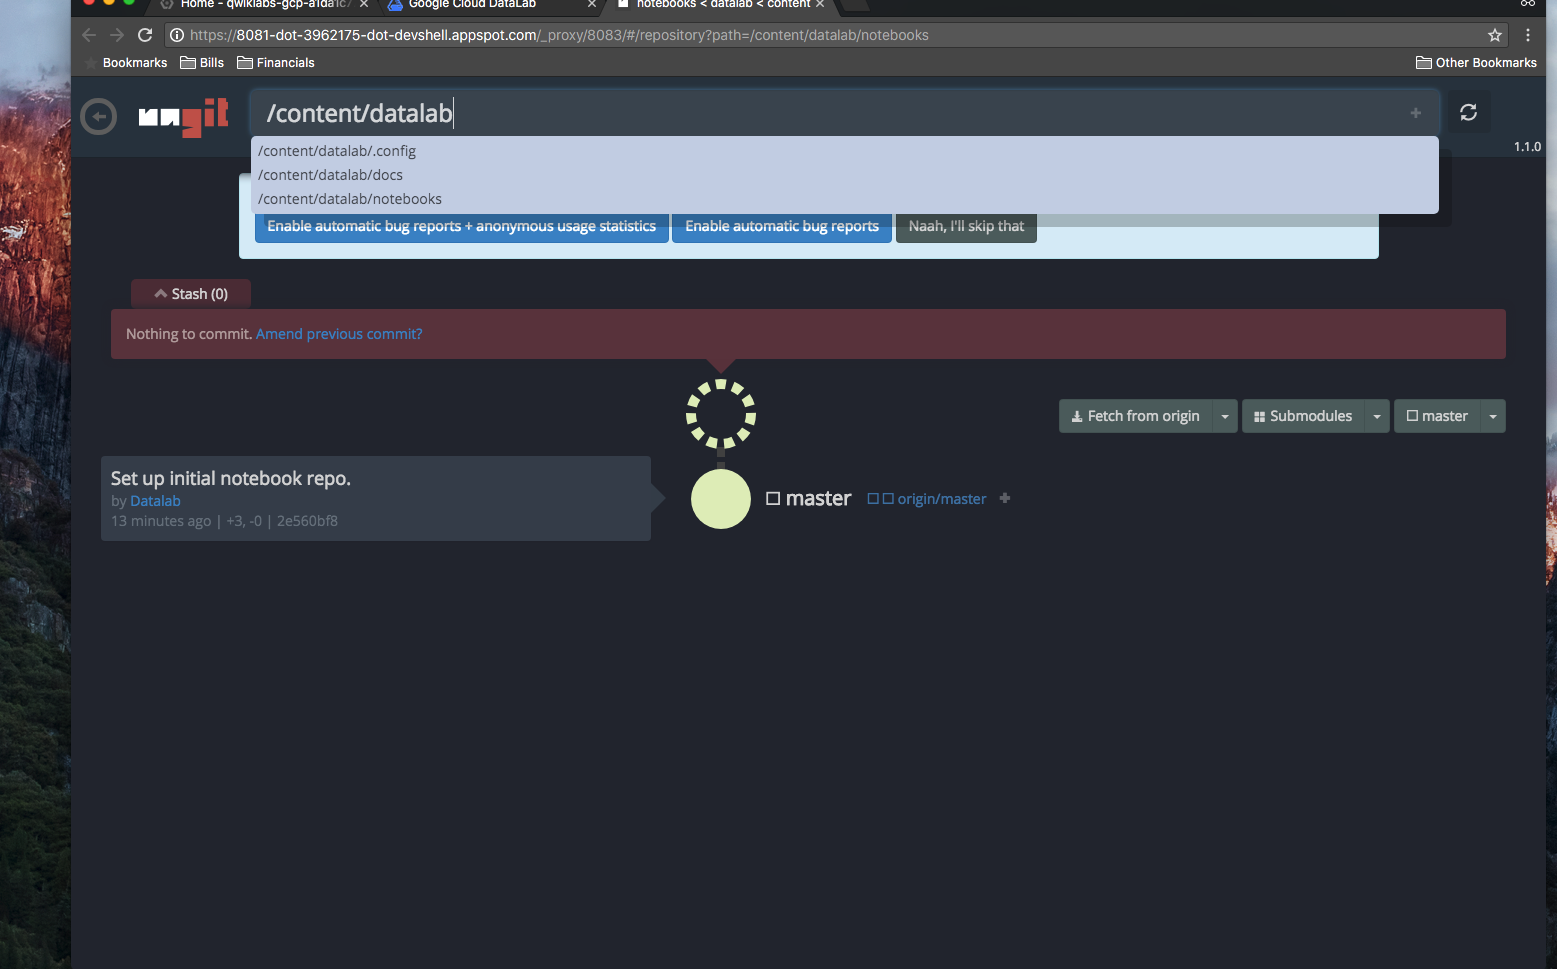 Home - qwiklabs-gcp-a1da1c7
Google Cloud DataLab
notebooks < datalab < content
https://8081-dot-3962175-dot-devshell.appspot.com/_proxy/8083/#/repository?path=/content/datalab/notebooks
Bookmarks Bills Financials Other Bookmarks
ungit
/content/datalab
1.1.0
/content/datalab/.config
/content/datalab/docs
/content/datalab/notebooks
Enable automatic bug reports + anonymous usage statistics Enable automatic bug reports Naah, I'll skip that
Stash (0)
Nothing to commit. Amend previous commit?
Fetch from origin Submodules master
Set up initial notebook repo.
by Datalab
13 minutes ago | +3, -0 | 2e560bf8
master origin/master